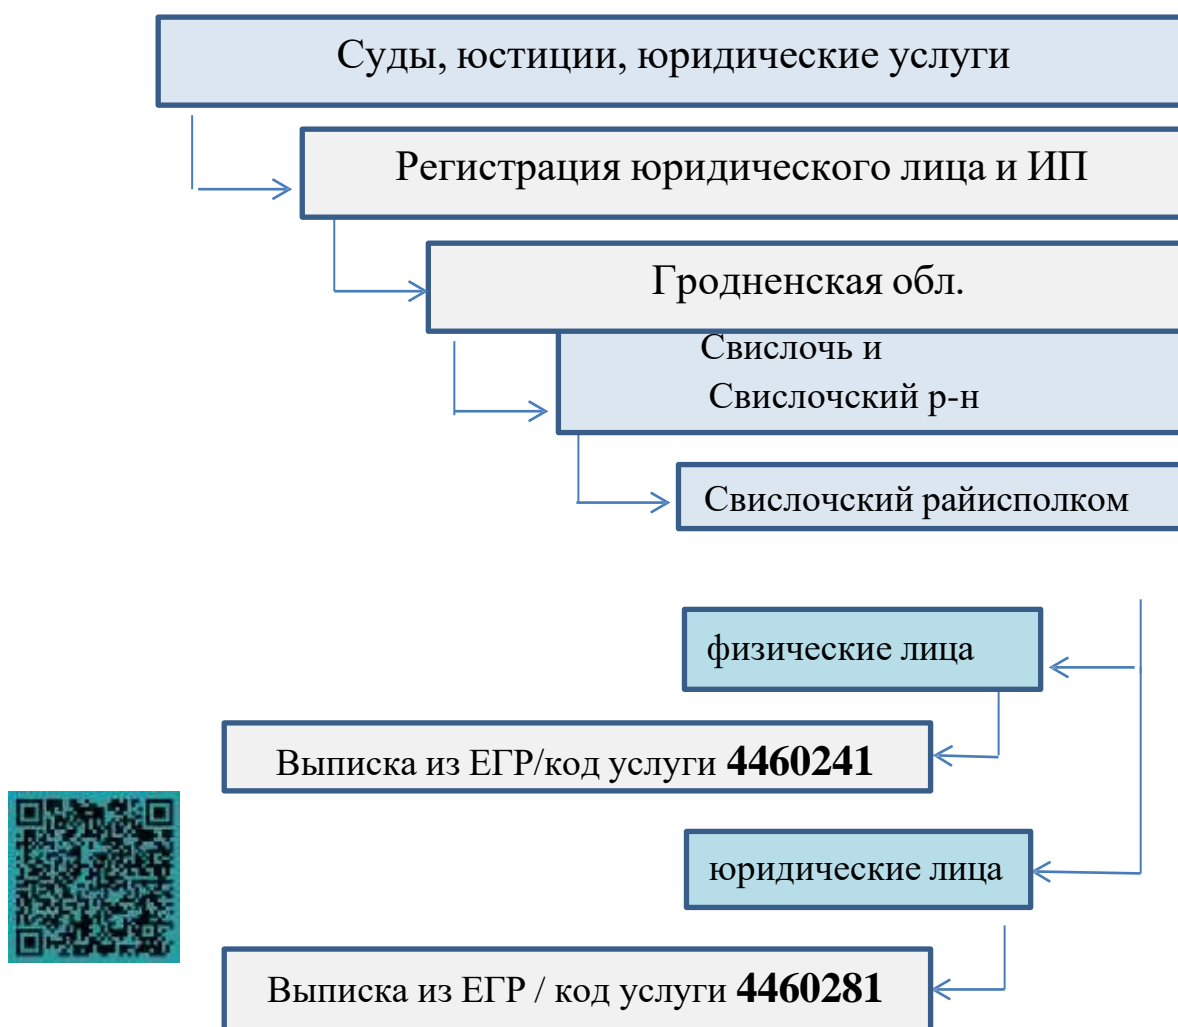 Суды, юстиции, юридические услуги
Регистрация юридического лица и ИП
Гродненская обл.
Свислочь и
Свислочский р-н
Свислочский райисполком
физические лица
Выписка из ЕГР/код услуги 4460241
юридические лица
Выписка из ЕГР / код услуги 4460281